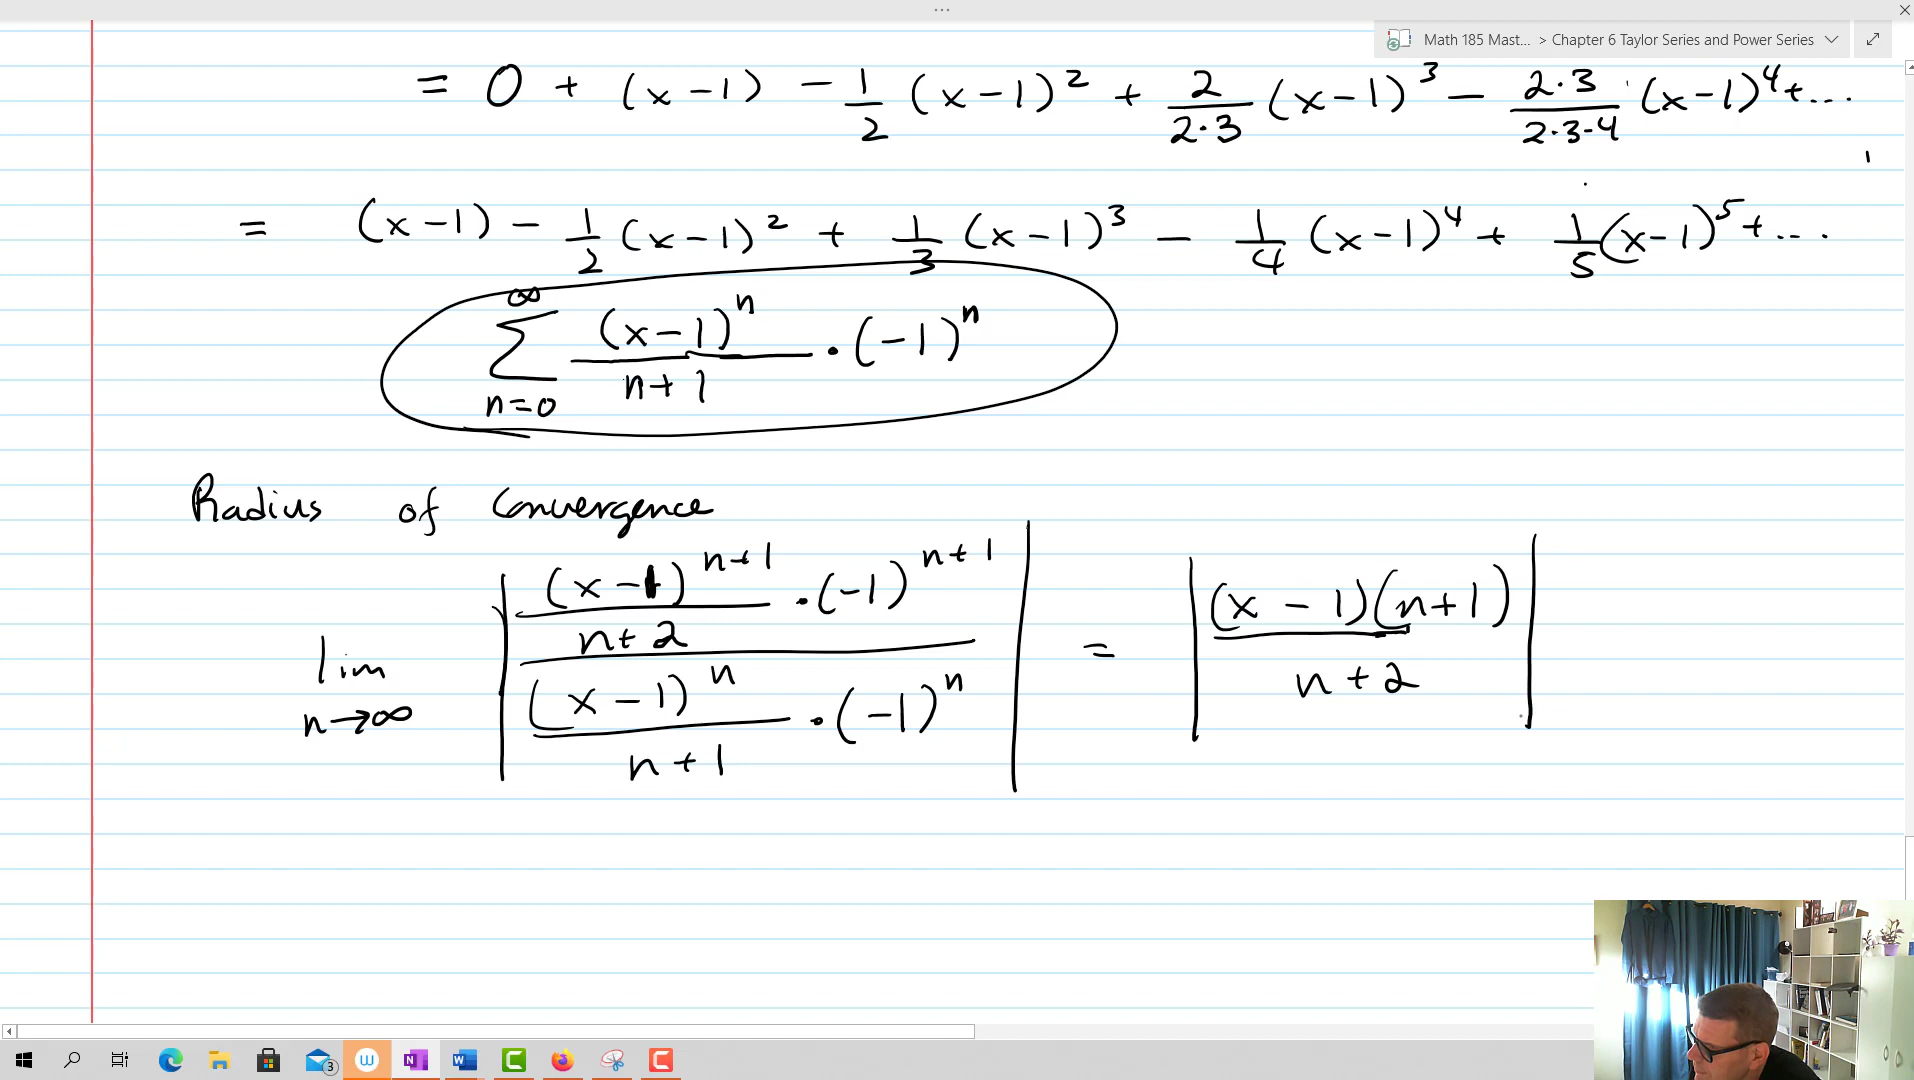 Math 185 Mast... > Chapter 6 Taylor Series and Power Series
= 0 + (x-1) - 1/2 (x-1)^2 + 2/(2·3) (x-1)^3 - (2·3)/(2·3·4) (x-1)^4 + ...
= (x-1) - 1/2 (x-1)^2 + 1/3 (x-1)^3 - 1/4 (x-1)^4 + 1/5 (x-1)^5 + ...
∑_{n=0}^{∞} (x-1)^n/(n+1) · (-1)^n
Radius of Convergence
lim_{n→∞} | ((x-1)^{n+1}/(n+2) · (-1)^{n+1}) / ((x-1)^n/(n+1) · (-1)^n) | = | (x-1)(n+1)/(n+2) |
3